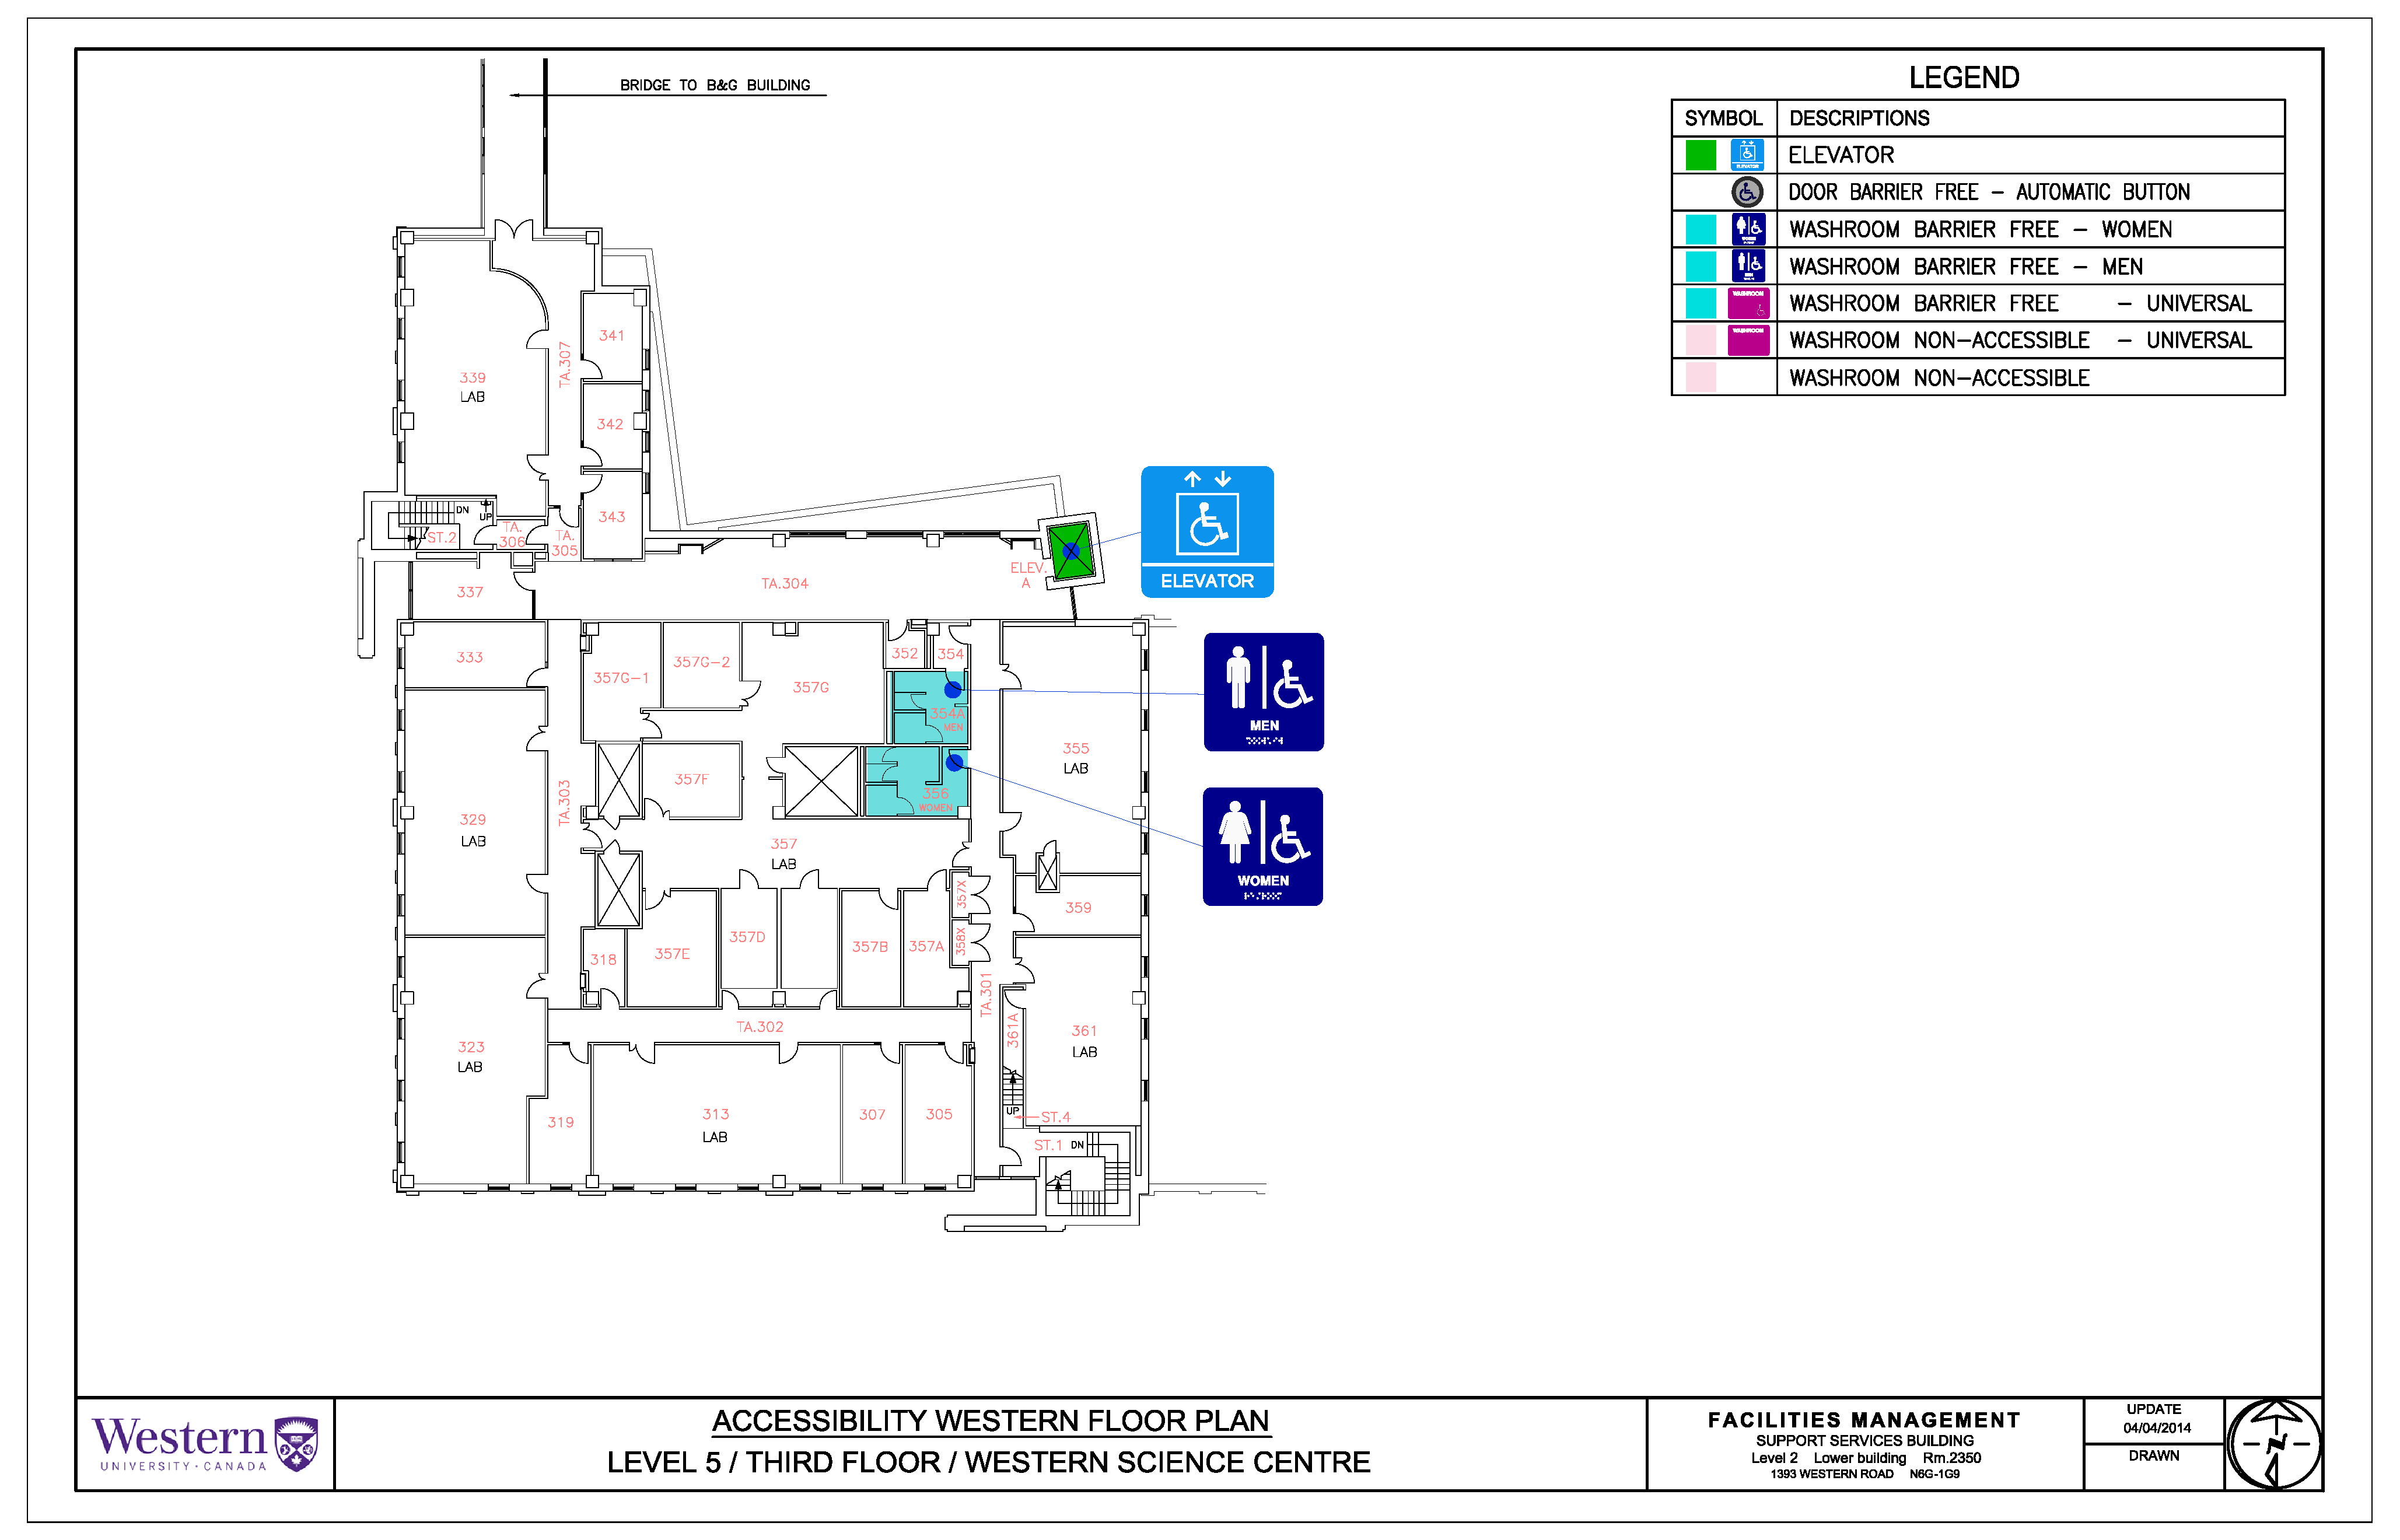 BRIDGE TO B&G BUILDING
LEGEND
SYMBOL DESCRIPTIONS
ELEVATOR ELEVATOR
DOOR BARRIER FREE - AUTOMATIC BUTTON
WOMEN WASHROOM BARRIER FREE - WOMEN
MEN WASHROOM BARRIER FREE - MEN
WASHROOM WASHROOM BARRIER FREE - UNIVERSAL
WASHROOM WASHROOM NON-ACCESSIBLE - UNIVERSAL
WASHROOM NON-ACCESSIBLE
341
TA.307
339
LAB
342
343
DN
UP
ST.2
TA.
306
TA.
305
ELEVATOR
ELEV.
A
TA.304
337
333
357G-1
357G-2
357G
352
354
354A
MEN
MEN
355
LAB
357F
356
WOMEN
WOMEN
TA.303
329
LAB
357
LAB
357X
359
358X
357D
357B
357A
318
357E
TA.301
361A
361
LAB
TA.302
323
LAB
319
313
LAB
307
305
UP
ST.4
ST.1 DN
Western
UNIVERSITY · CANADA
ACCESSIBILITY WESTERN FLOOR PLAN
LEVEL 5 / THIRD FLOOR / WESTERN SCIENCE CENTRE
FACILITIES MANAGEMENT
SUPPORT SERVICES BUILDING
Level 2 Lower building Rm.2350
1393 WESTERN ROAD N6G-1G9
UPDATE
04/04/2014
DRAWN
N